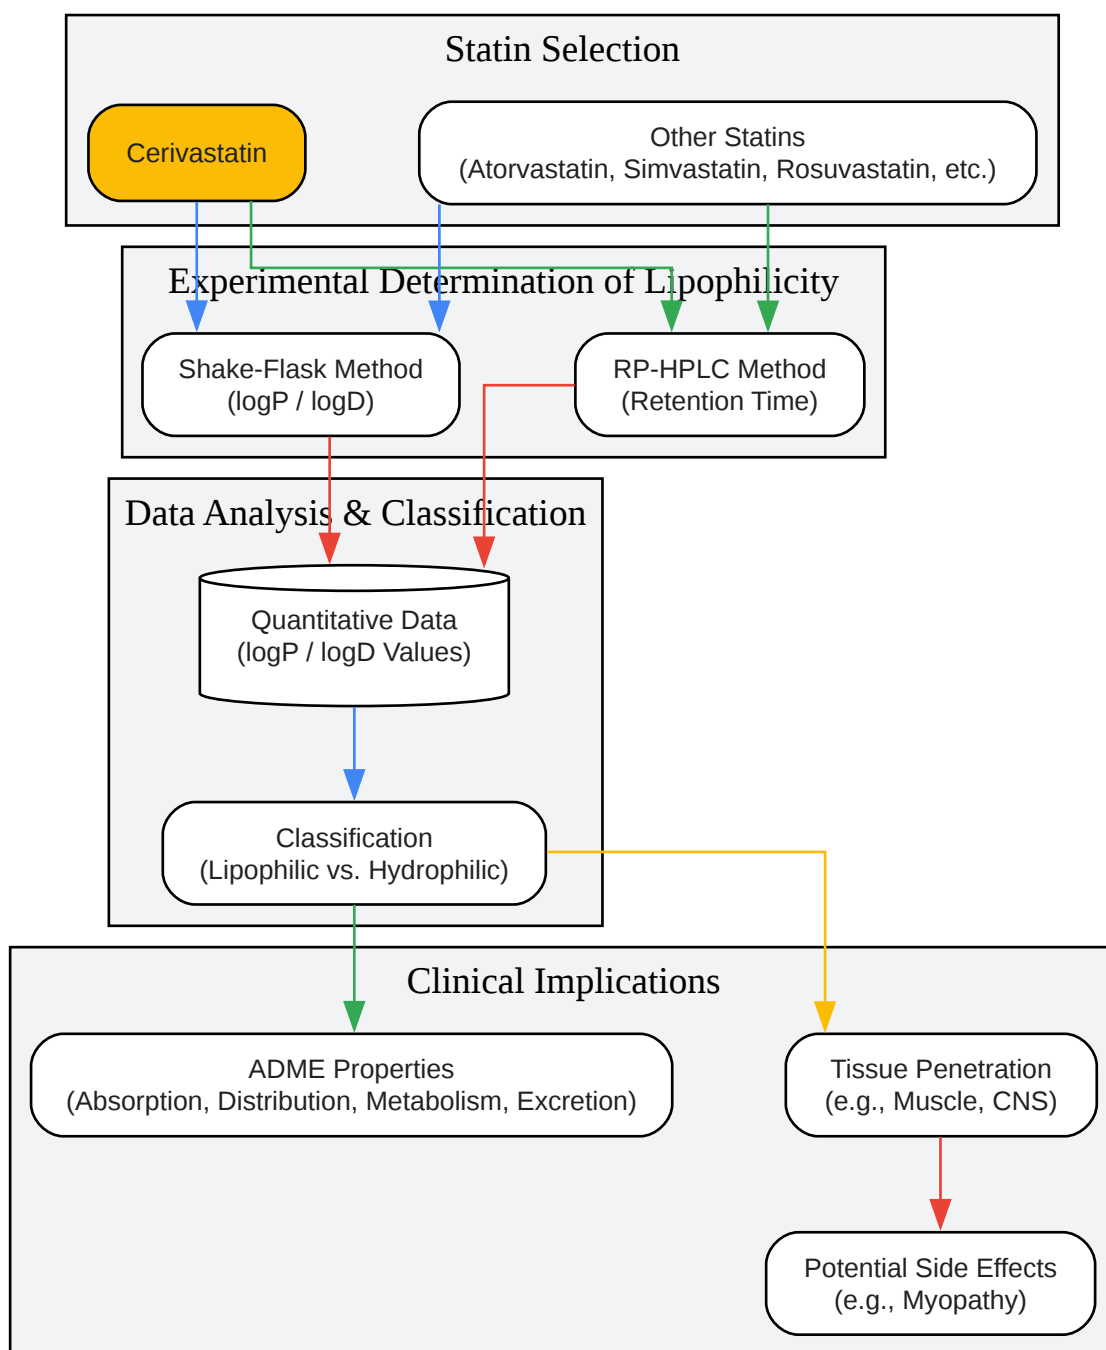 Statin Selection
Cerivastatin
Other Statins
(Atorvastatin, Simvastatin, Rosuvastatin, etc.)
Experimental Determination of Lipophilicity
Shake-Flask Method
(logP / logD)
RP-HPLC Method
(Retention Time)
Data Analysis & Classification
Quantitative Data
(logP / logD Values)
Classification
(Lipophilic vs. Hydrophilic)
Clinical Implications
ADME Properties
(Absorption, Distribution, Metabolism, Excretion)
Tissue Penetration
(e.g., Muscle, CNS)
Potential Side Effects
(e.g., Myopathy)